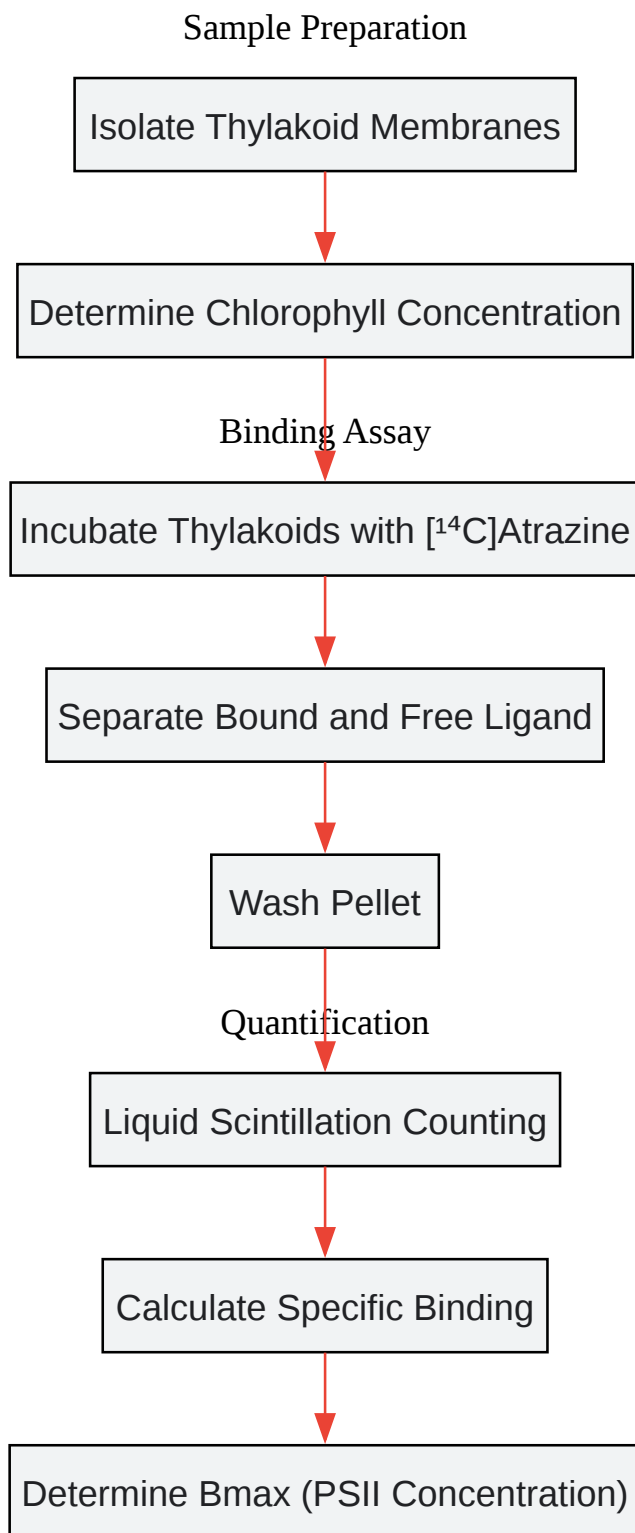 Sample Preparation
Isolate Thylakoid Membranes
Determine Chlorophyll Concentration
Binding Assay
Incubate Thylakoids with [¹⁴C]Atrazine
Separate Bound and Free Ligand
Wash Pellet
Quantification
Liquid Scintillation Counting
Calculate Specific Binding
Determine Bmax (PSII Concentration)